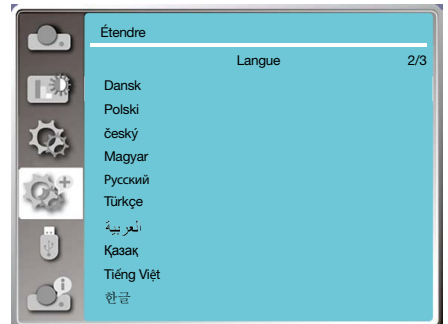 Étendre
Langue 2/3
Dansk
Polski
český
Magyar
Русский
Türkçe
العربية
Қазақ
Tiếng Việt
한글